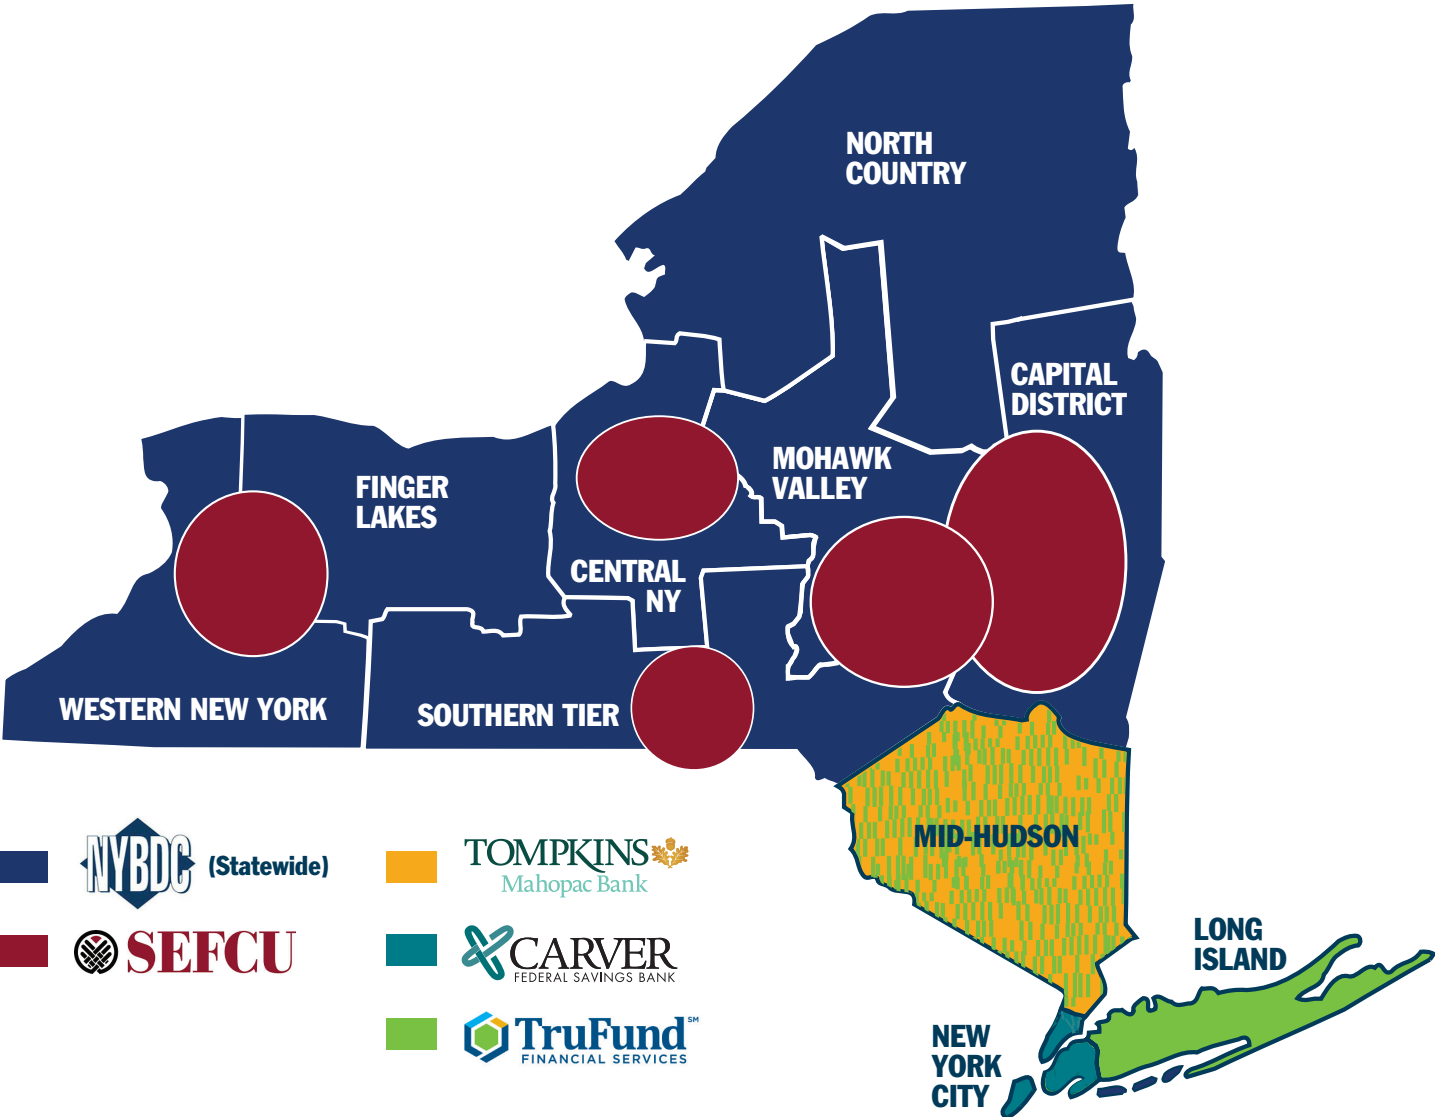 NORTH
COUNTRY
CAPITAL
DISTRICT
MOHAWK
VALLEY
FINGER
LAKES
CENTRAL
NY
WESTERN NEW YORK
SOUTHERN TIER
MID-HUDSON
LONG
ISLAND
NEW
YORK
CITY
NYBDC (Statewide)
SEFCU
TOMPKINS
Mahopac Bank
CARVER
FEDERAL SAVINGS BANK
TruFund SM
FINANCIAL SERVICES